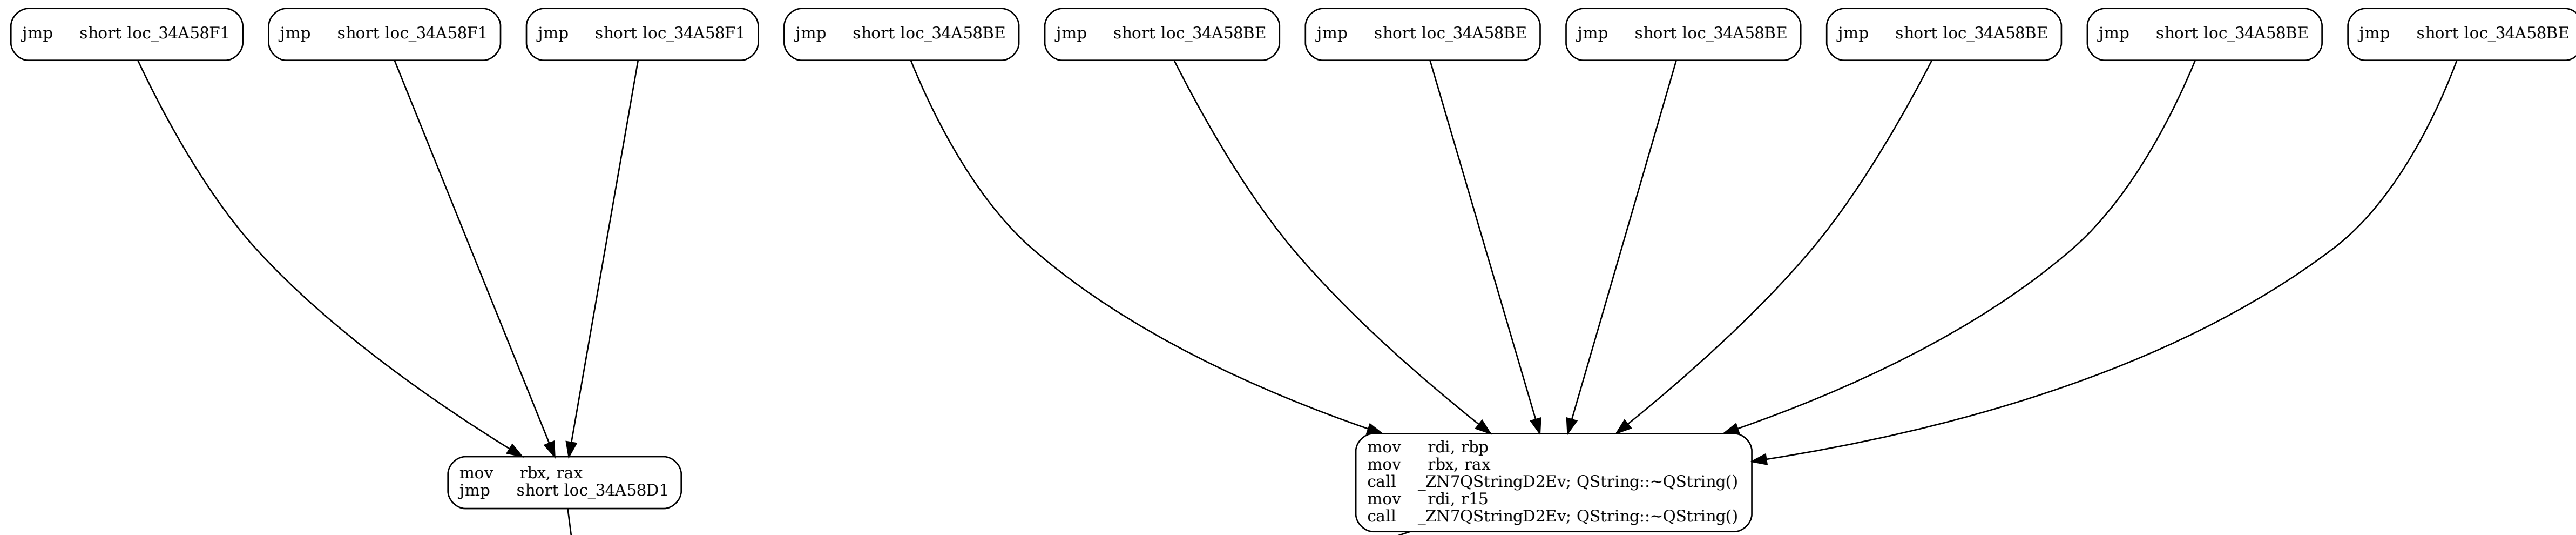 jmp short loc_34A58F1
jmp short loc_34A58F1
jmp short loc_34A58F1
jmp short loc_34A58BE
jmp short loc_34A58BE
jmp short loc_34A58BE
jmp short loc_34A58BE
jmp short loc_34A58BE
jmp short loc_34A58BE
jmp short loc_34A58BE
mov rbx, rax
jmp short loc_34A58D1
mov rdi, rbp
mov rbx, rax
call _ZN7QStringD2Ev; QString::~QString()
mov rdi, r15
call _ZN7QStringD2Ev; QString::~QString()